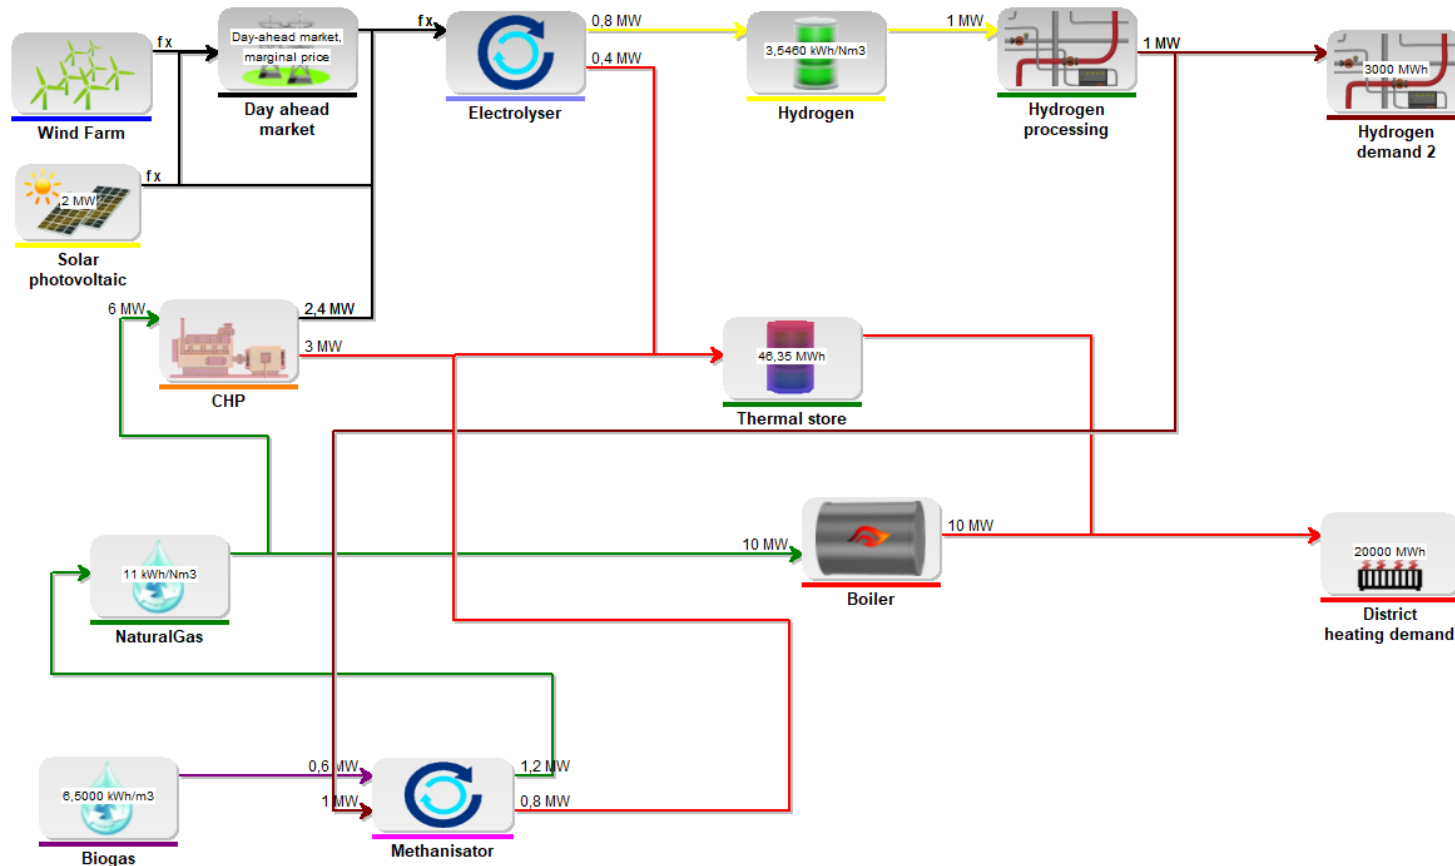 fx
Day-ahead market,
marginal price
fx
0,8 MW
3,5460 kWh/Nm3
1 MW
1 MW
3000 MWh
0,4 MW
Wind Farm
Day ahead
market
Electrolyser
Hydrogen
Hydrogen
processing
Hydrogen
demand 2
fx
2 MW
Solar
photovoltaic
6 MW
2,4 MW
3 MW
CHP
46,35 MWh
Thermal store
11 kWh/Nm3
NaturalGas
10 MW
Boiler
10 MW
20000 MWh
District
heating demand
6,5000 kWh/m3
Biogas
0,6 MW
1 MW
1,2 MW
0,8 MW
Methanisator